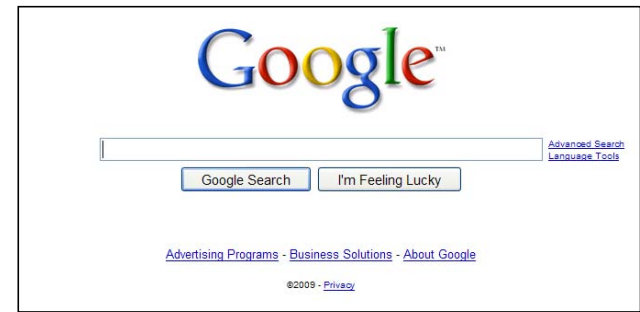 Google™
Advanced Search
Language Tools
Google Search I'm Feeling Lucky
Advertising Programs - Business Solutions - About Google
©2009 - Privacy